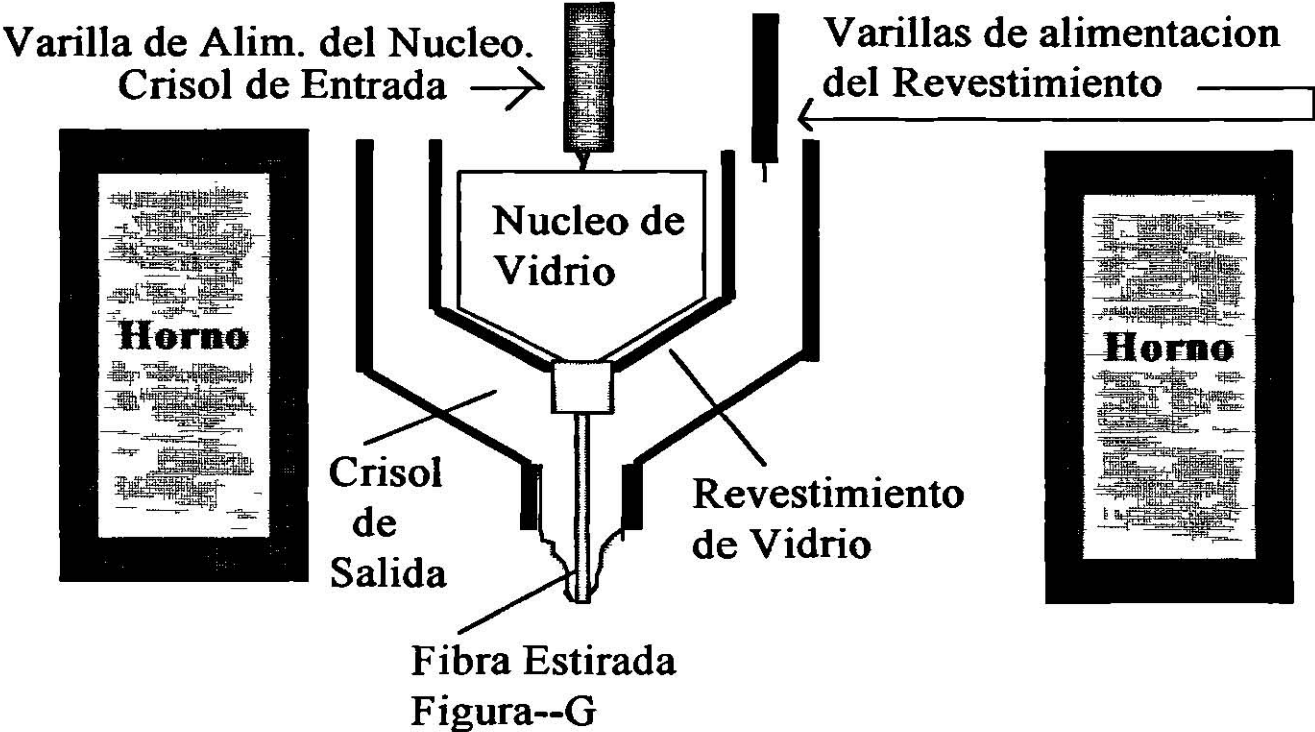 Varilla de Alim. del Nucleo.
Crisol de Entrada
Varillas de alimentacion
del Revestimiento
Nucleo de
Vidrio
Horno
Horno
Crisol
de
Salida
Revestimiento
de Vidrio
Fibra Estirada
Figura--G